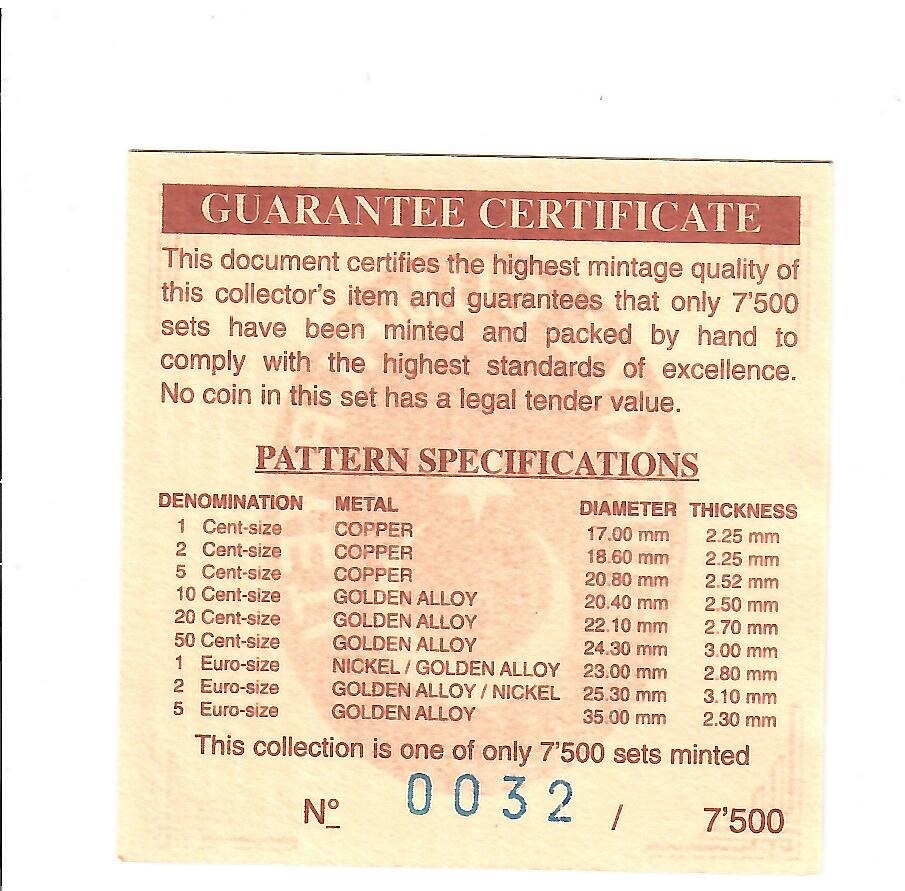 GUARANTEE CERTIFICATE
This document certifies the highest mintage quality of
this collector's item and guarantees that only 7'500
sets have been minted and packed by hand to
comply with the highest standards of excellence.
No coin in this set has a legal tender value.
PATTERN SPECIFICATIONS
DENOMINATION METAL DIAMETER THICKNESS
1 Cent-size COPPER 17.00 mm 2.25 mm
2 Cent-size COPPER 18.60 mm 2.25 mm
5 Cent-size COPPER 20.80 mm 2.52 mm
10 Cent-size GOLDEN ALLOY 20.40 mm 2.50 mm
20 Cent-size GOLDEN ALLOY 22.10 mm 2.70 mm
50 Cent-size GOLDEN ALLOY 24.30 mm 3.00 mm
1 Euro-size NICKEL / GOLDEN ALLOY 23.00 mm 2.80 mm
2 Euro-size GOLDEN ALLOY / NICKEL 25.30 mm 3.10 mm
5 Euro-size GOLDEN ALLOY 35.00 mm 2.30 mm
This collection is one of only 7'500 sets minted
Nº 0032 / 7'500